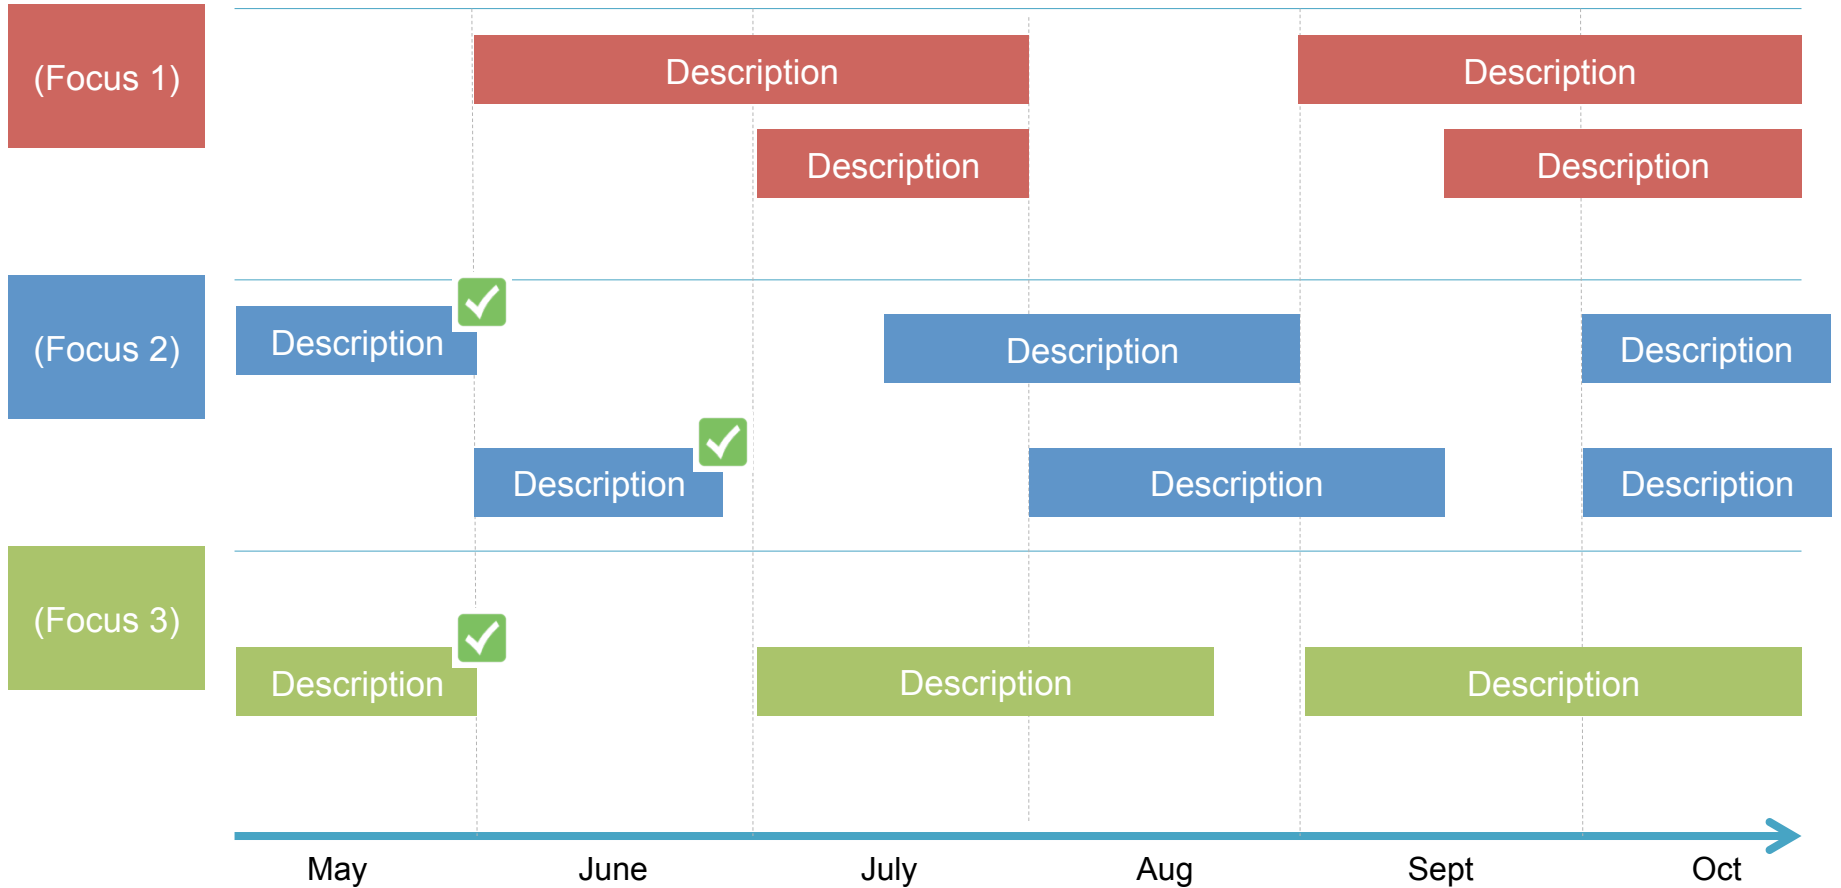 (Focus 1)
Description
Description
Description
Description
(Focus 2)
Description
Description
Description
Description
Description
Description
(Focus 3)
Description
Description
Description
May
June
July
Aug
Sept
Oct